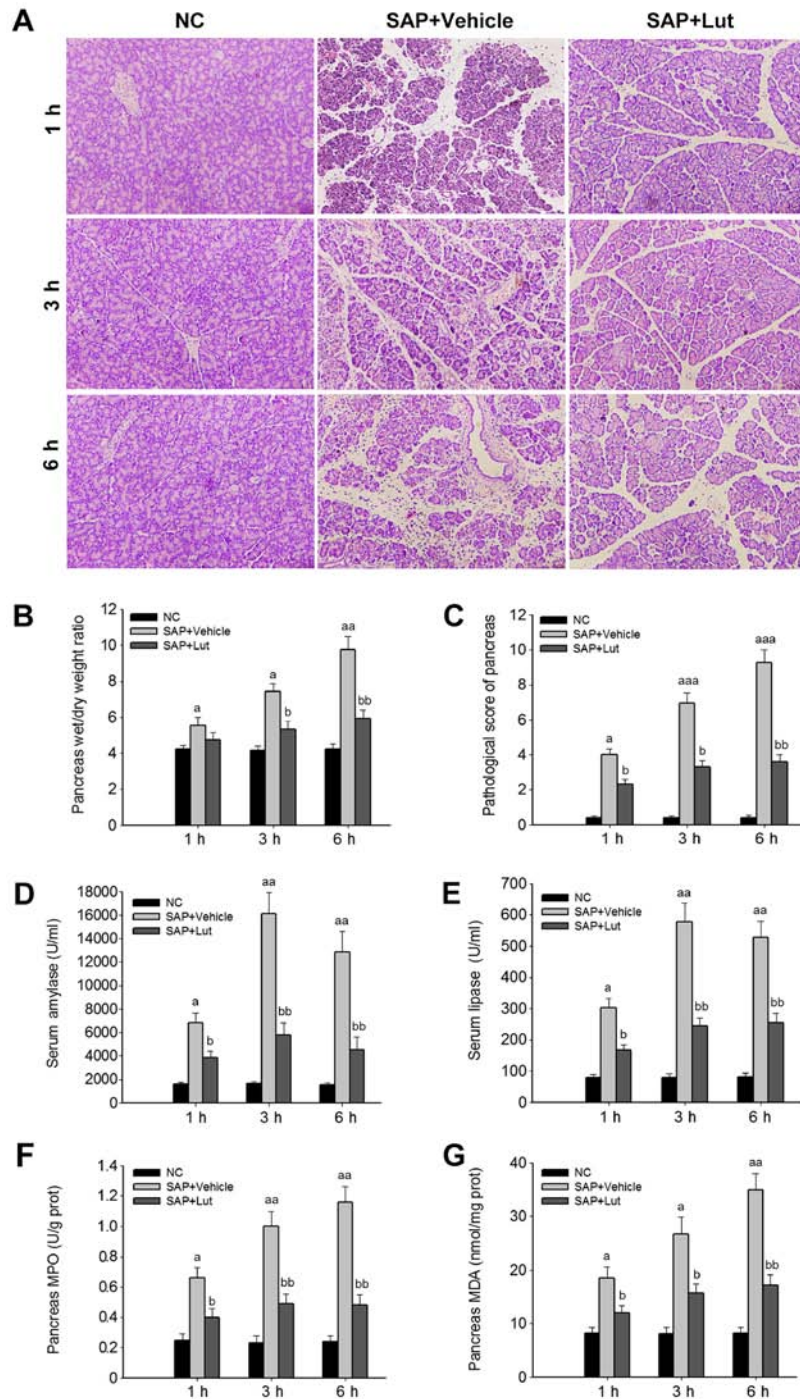 A NC SAP+Vehicle SAP+Lut
1 h
3 h
6 h
B
Pancreas wet/dry weight ratio
12
10
8
6
4
2
0
NC
SAP+Vehicle
SAP+Lut
a
a b
aa bb
1 h 3 h 6 h
C
Pathological score of pancreas
12
10
8
6
4
2
0
NC
SAP+Vehicle
SAP+Lut
a b
aaa b
aaa bb
1 h 3 h 6 h
D
Serum amylase (U/ml)
18000
16000
14000
12000
10000
8000
6000
4000
2000
0
NC
SAP+Vehicle
SAP+Lut
a b
aa bb
aa bb
1 h 3 h 6 h
E
Serum lipase (U/ml)
700
600
500
400
300
200
100
0
NC
SAP+Vehicle
SAP+Lut
a b
aa bb
aa bb
1 h 3 h 6 h
F
Pancreas MPO (U/g prot)
1.4
1.2
1.0
0.8
0.6
0.4
0.2
0
NC
SAP+Vehicle
SAP+Lut
a b
aa bb
aa bb
1 h 3 h 6 h
G
Pancreas MDA (nmol/mg prot)
40
30
20
10
0
NC
SAP+Vehicle
SAP+Lut
a b
a b
aa bb
1 h 3 h 6 h